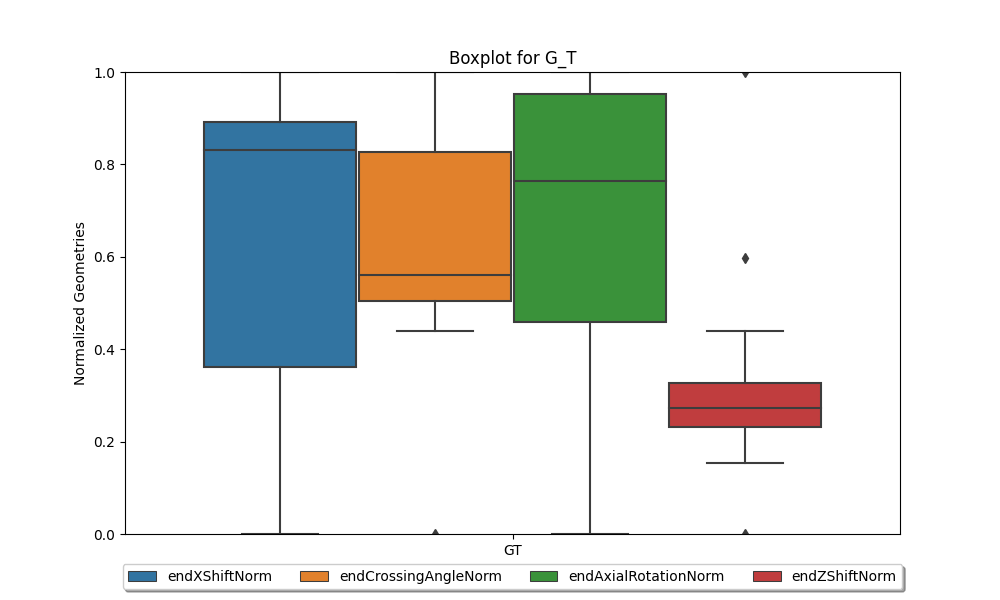 Boxplot for G_T
1.0
0.8
0.6
0.4
0.2
0.0
Normalized Geometries
GT
endXShiftNorm endCrossingAngleNorm endAxialRotationNorm endZShiftNorm